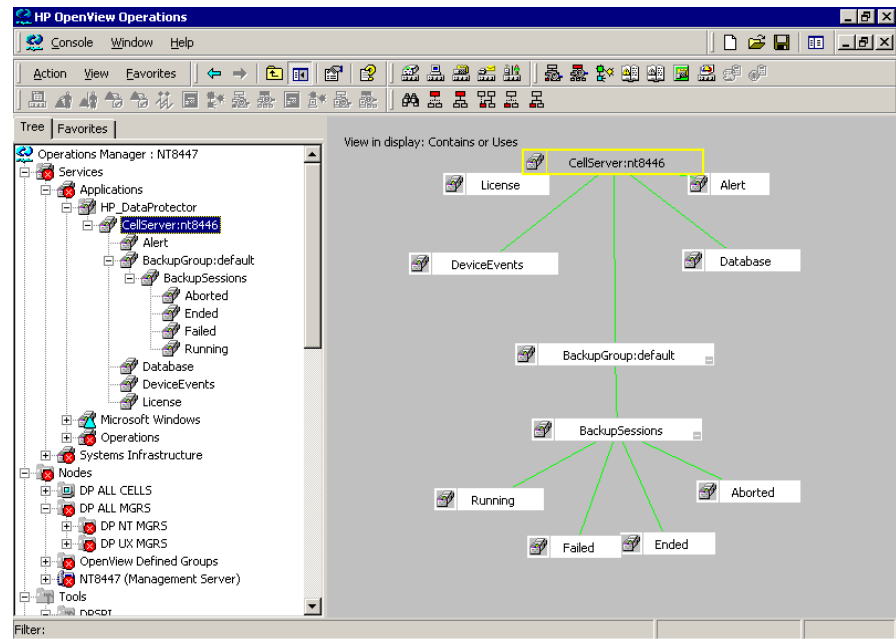 HP OpenView Operations
Console Window Help
Action View Favorites
Tree Favorites
Operations Manager : NT8447
Services
Applications
HP_DataProtector
CellServer:nt8446
Alert
BackupGroup:default
BackupSessions
Aborted
Ended
Failed
Running
Database
DeviceEvents
License
Microsoft Windows
Operations
Systems Infrastructure
Nodes
DP ALL CELLS
DP ALL MGRS
DP NT MGRS
DP UX MGRS
OpenView Defined Groups
NT8447 (Management Server)
Tools
DPSPI
View in display: Contains or Uses
CellServer:nt8446
License
Alert
DeviceEvents
Database
BackupGroup:default
BackupSessions
Running
Aborted
Failed
Ended
Filter: